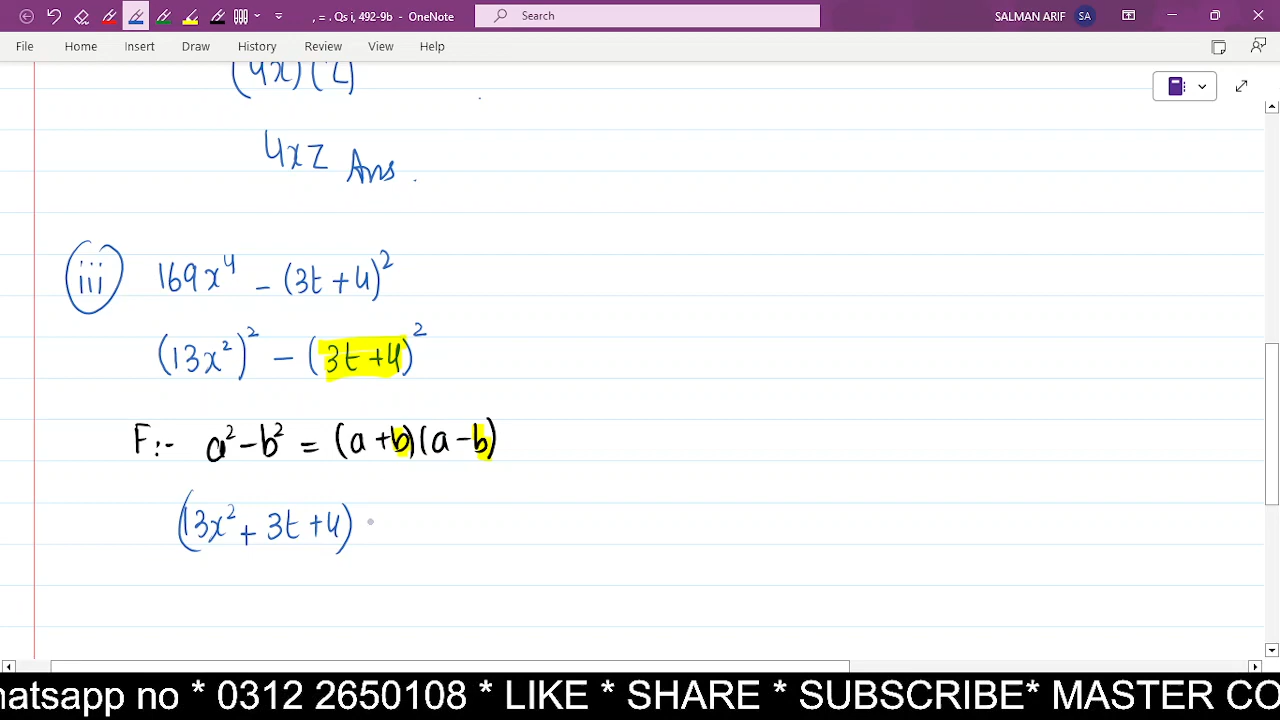 , = . Qs i, 492-9b - OneNote
Search
SALMAN ARIF SA
File Home Insert Draw History Review View Help
(4x)(z)
4xz Ans.
iii 169x⁴ - (3t+4)²
(13x²)² - (3t+4)²
F:- a²-b² = (a+b)(a-b)
(13x² + 3t+4)
hatsapp no * 0312 2650108 * LIKE * SHARE * SUBSCRIBE* MASTER CO